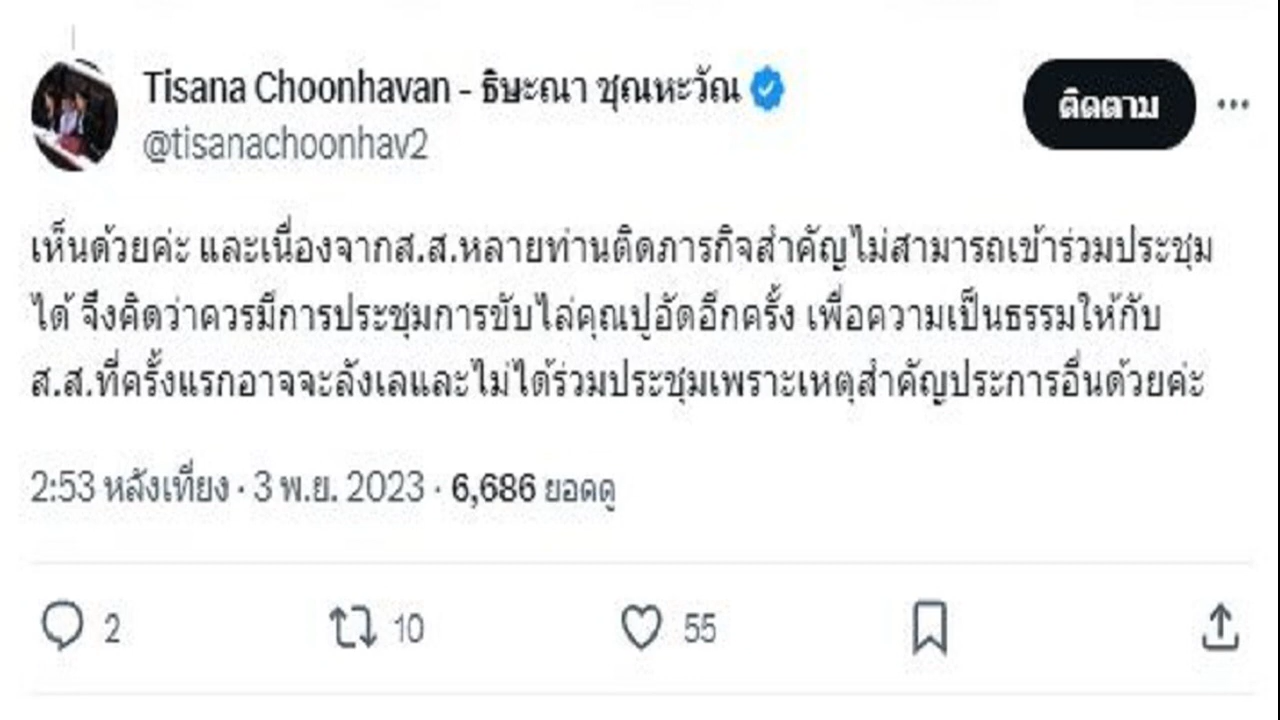 Tisana Choonhavan - ธิษะณา ชุณหะวัณ
@tisanachoonhav2
ติดตาม
เห็นด้วยค่ะ และเนื่องจากส.ส.หลายท่านติดภารกิจสำคัญไม่สามารถเข้าร่วมประชุม
ได้ จึงคิดว่าควรมีการประชุมการขับไล่คุณปูอัดอีกครั้ง เพื่อความเป็นธรรมให้กับ
ส.ส.ที่ครั้งแรกอาจจะลังเลและไม่ได้ร่วมประชุมเพราะเหตุสำคัญประการอื่นด้วยค่ะ
2:53 หลังเที่ยง · 3 พ.ย. 2023 · 6,686 ยอดดู
2 10 55